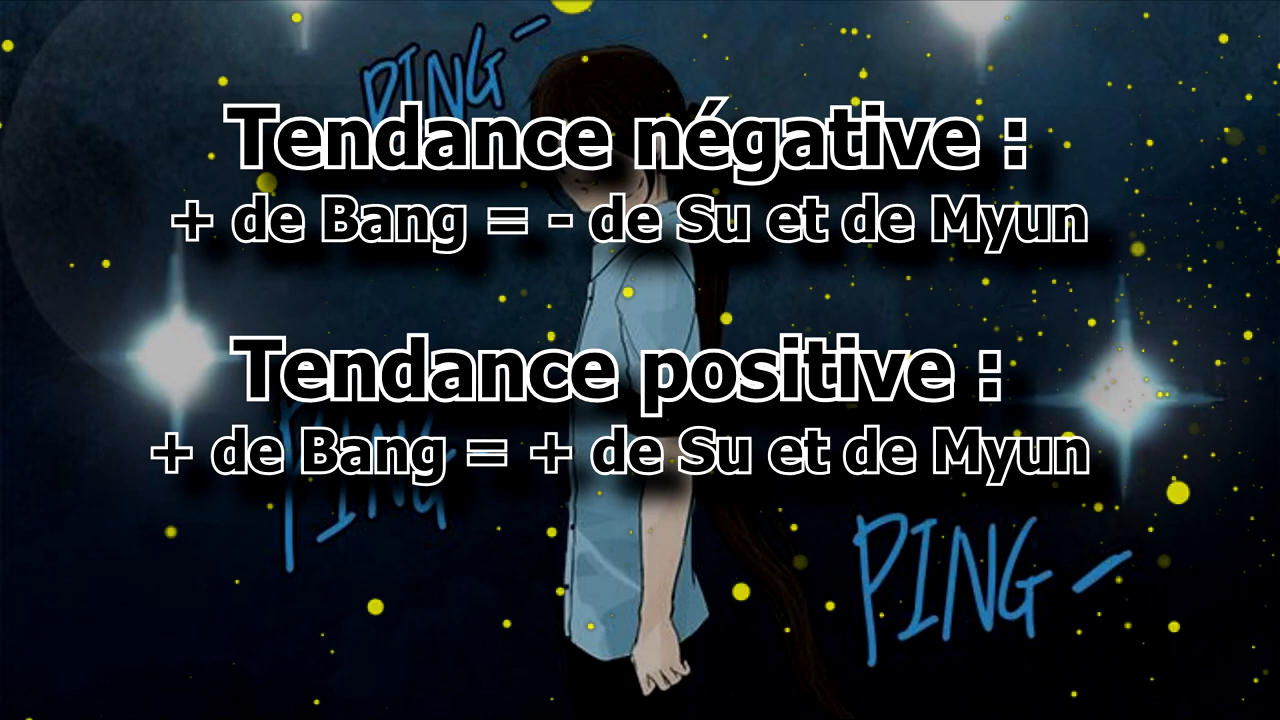 PING-
Tendance négative :
+ de Bang = - de Su et de Myun
Tendance positive :
+ de Bang = + de Su et de Myun
PING
PING-